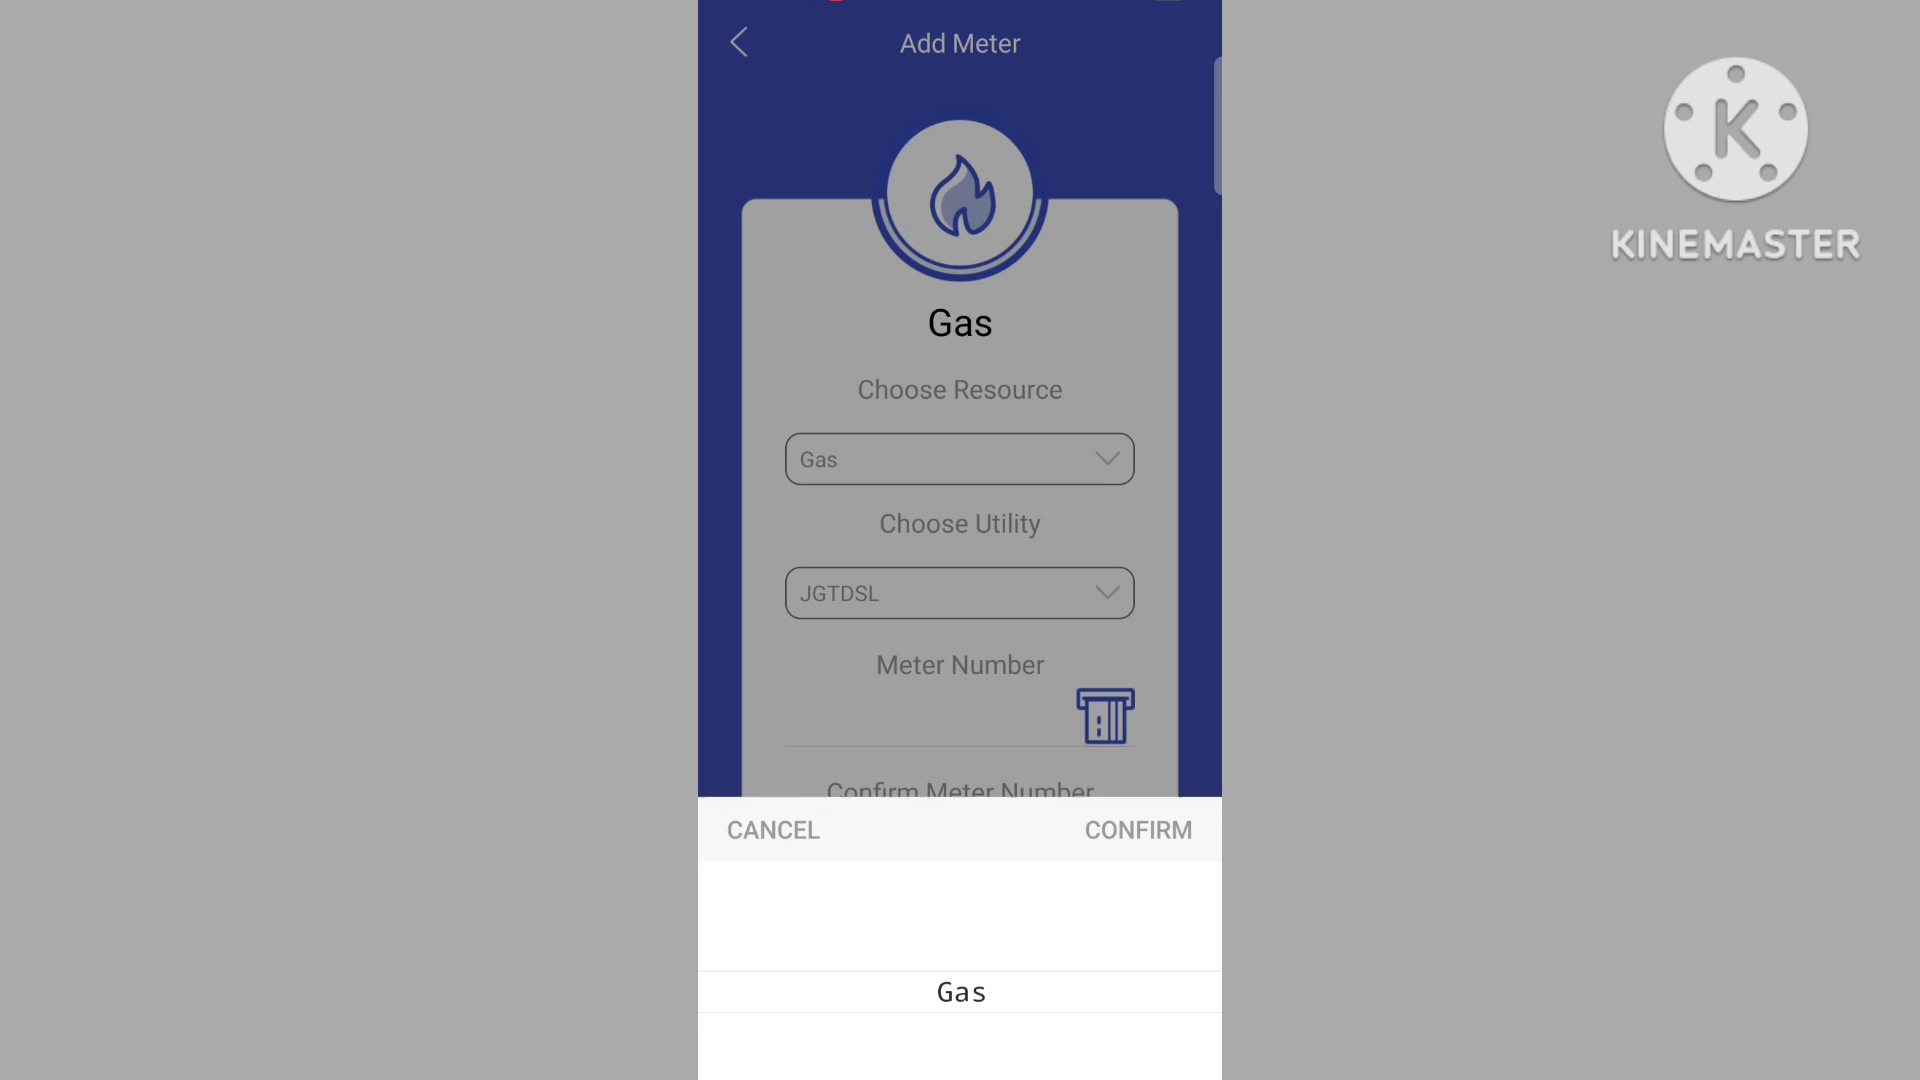 Add Meter
K
KINEMASTER
Gas
Choose Resource
Gas
Choose Utility
JGTDSL
Meter Number
Confirm Meter Number
CANCEL
CONFIRM
Gas